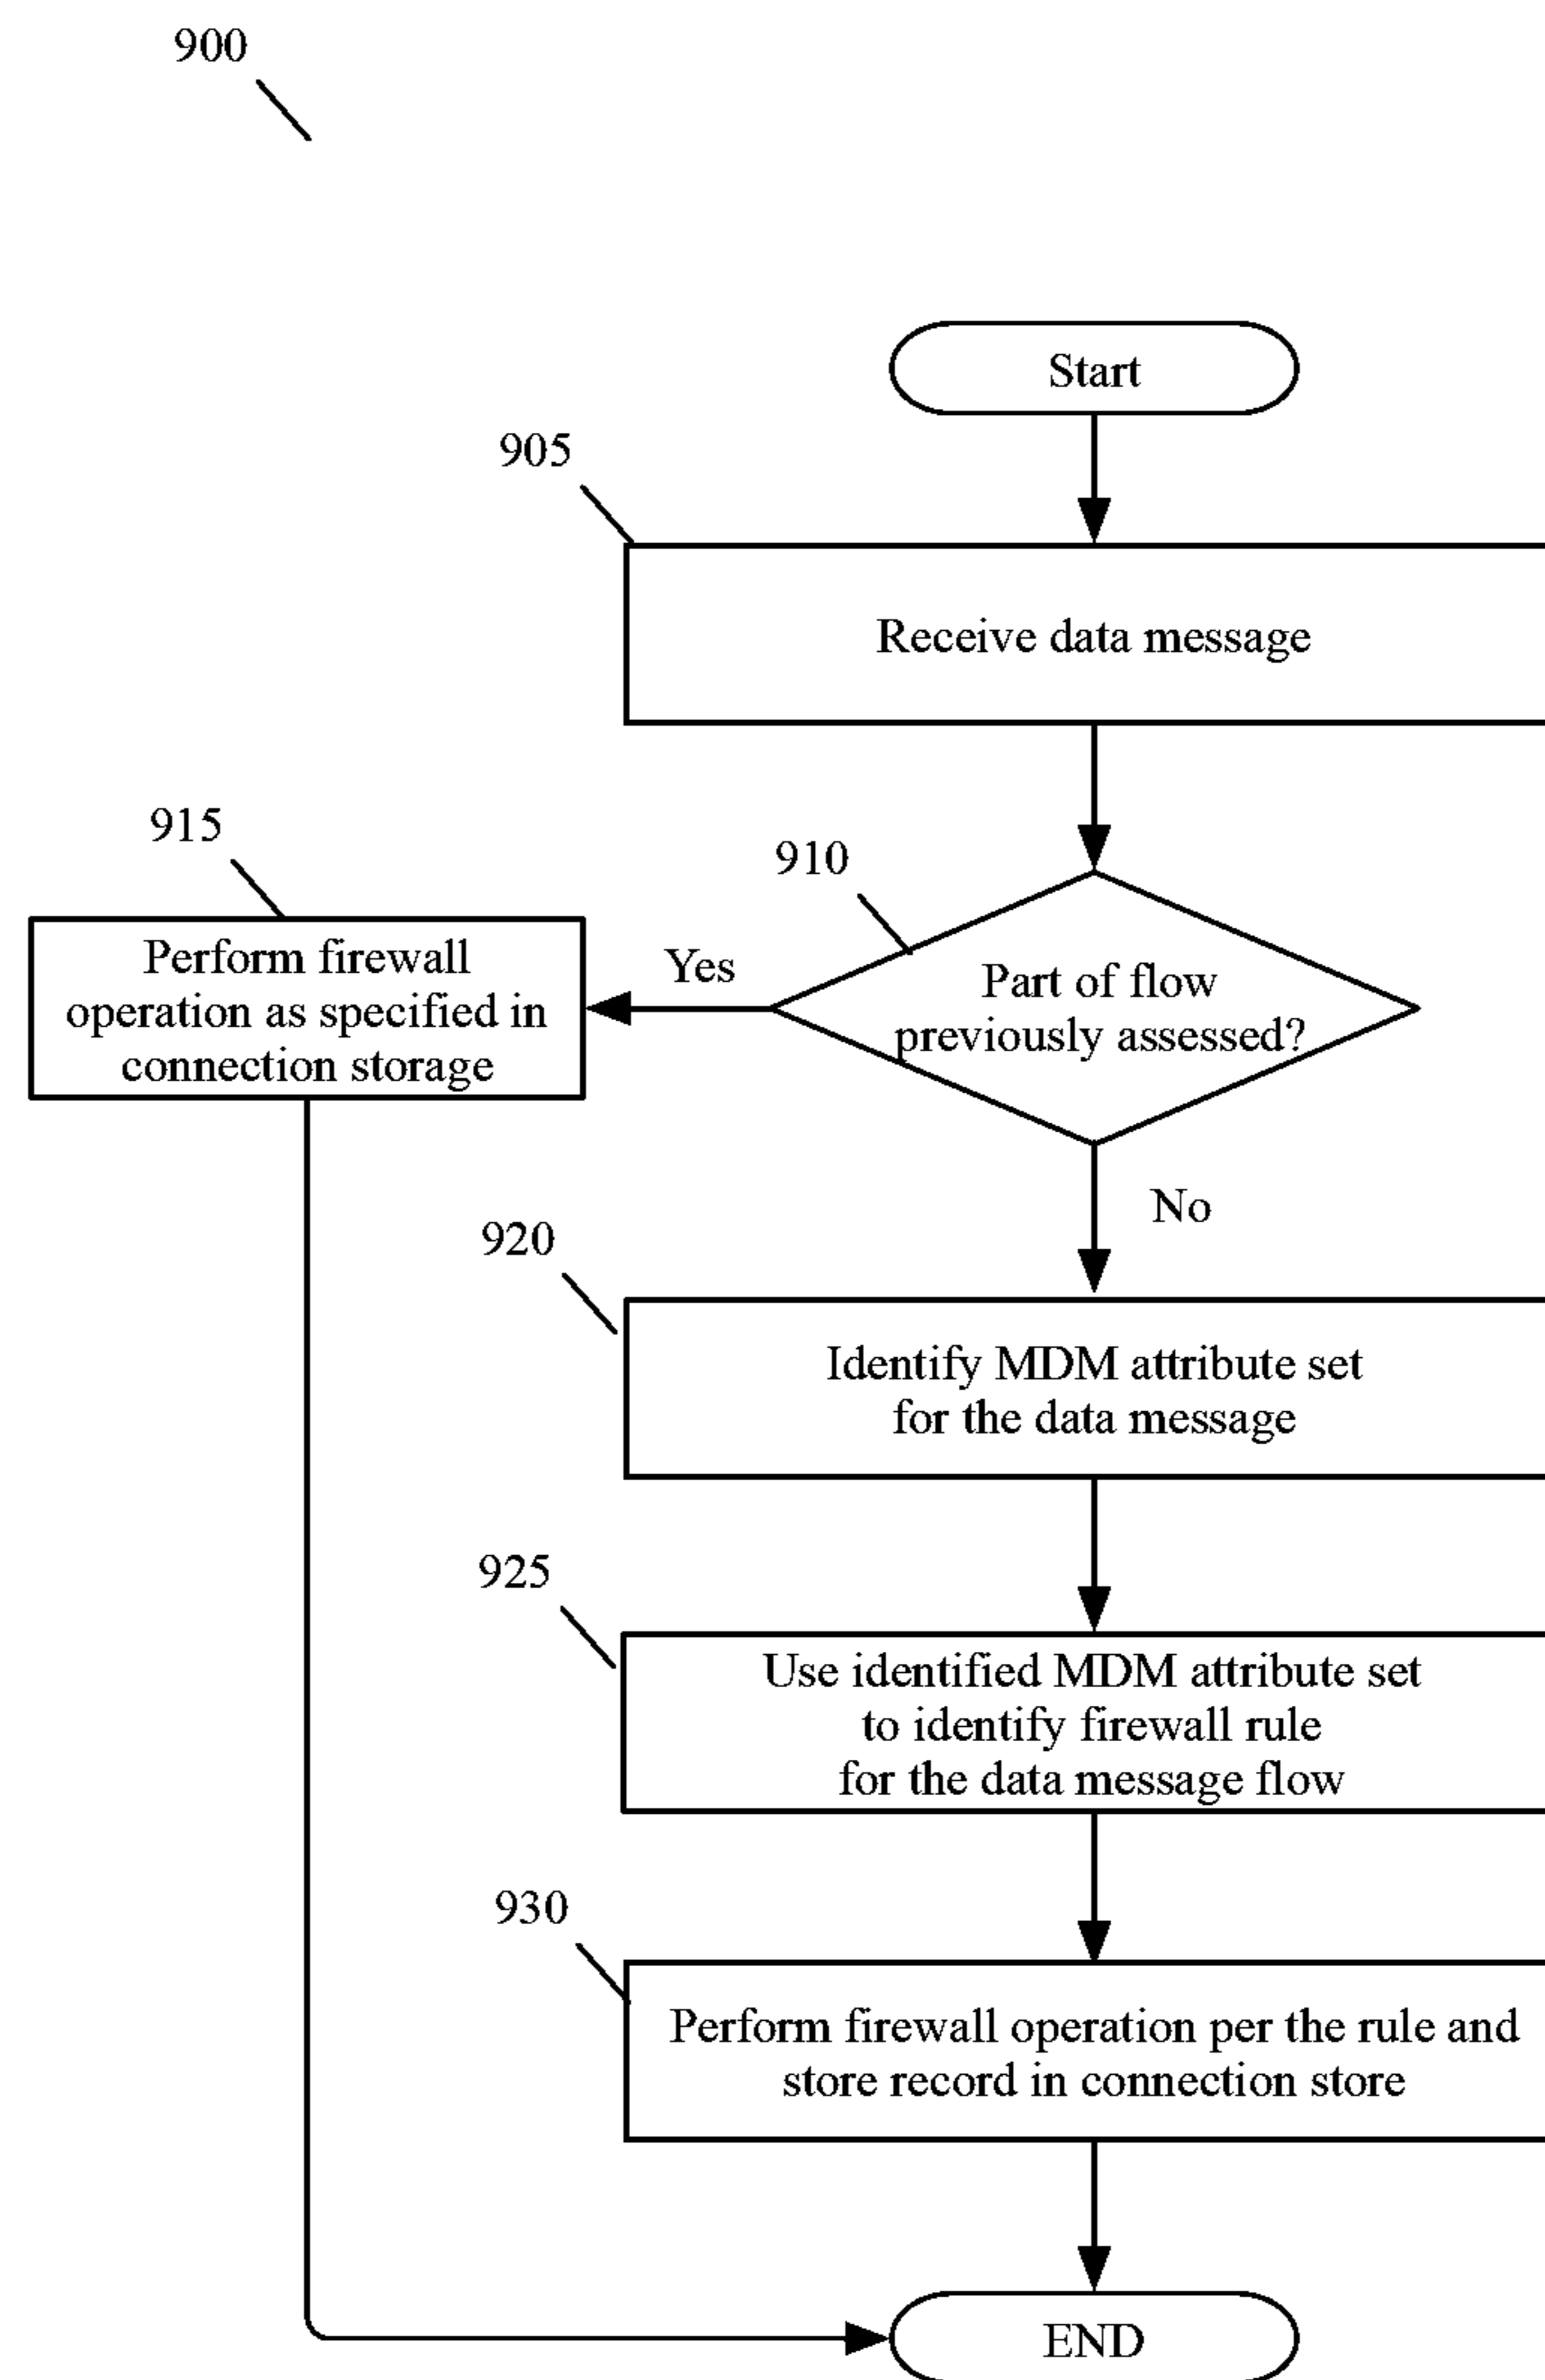 900
Start
905
Receive data message
915
910
Perform firewall
operation as specified in
connection storage
Yes
Part of flow
previously assessed?
No
920
Identify MDM attribute set
for the data message
925
Use identified MDM attribute set
to identify firewall rule
for the data message flow
930
Perform firewall operation per the rule and
store record in connection store
END